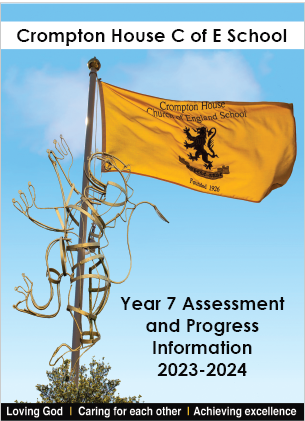 Crompton House C of E School
Crompton House
Church of England School
Founded 1926
Year 7 Assessment
and Progress
Information
2023-2024
Loving God I Caring for each other I Achieving excellence